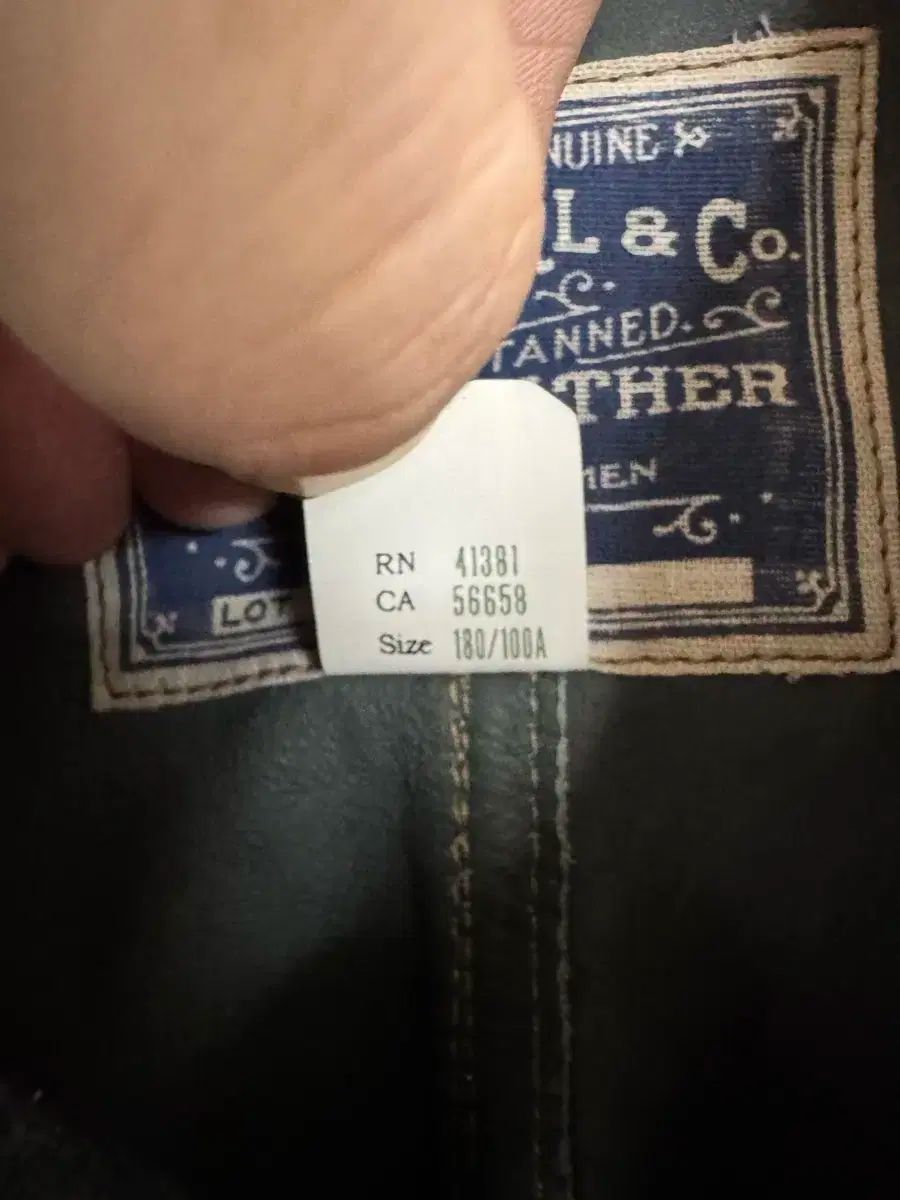 NUINE
L & Co.
TANNED.
THER
MEN
LOT
RN 41381
CA 56658
Size 180/100A